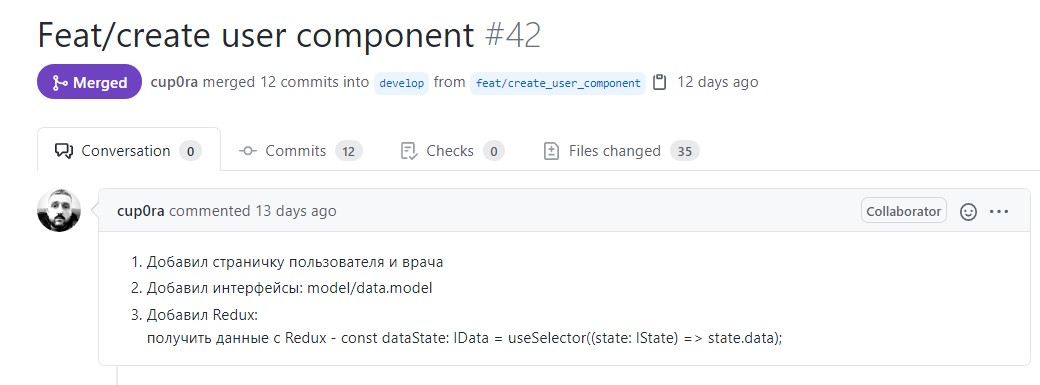 Feat/create user component #42
Merged cup0ra merged 12 commits into develop from feat/create_user_component 12 days ago
Conversation 0 Commits 12 Checks 0 Files changed 35
cup0ra commented 13 days ago Collaborator
1. Добавил страничку пользователя и врача
2. Добавил интерфейсы: model/data.model
3. Добавил Redux:
получить данные с Redux - const dataState: IData = useSelector((state: IState) => state.data);